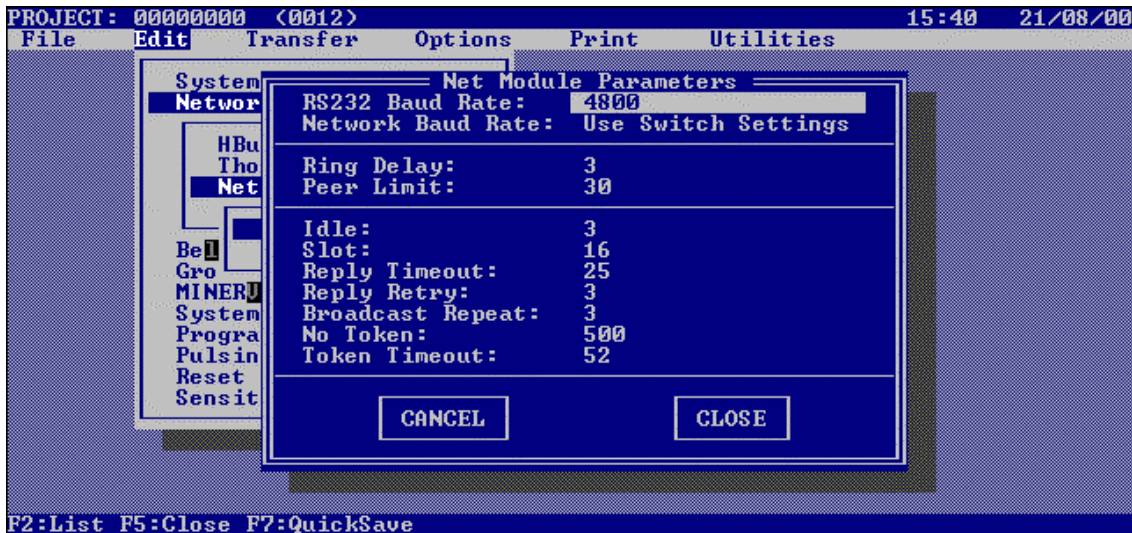 PROJECT: 00000000 (0012) 15:40 21/08/00
File Edit Transfer Options Print Utilities
System
Networ
HBu
Tho
Net
Bel
Gro
MINERV
System
Progra
Pulsin
Reset
Sensit
Net Module Parameters
RS232 Baud Rate: 4800
Network Baud Rate: Use Switch Settings
Ring Delay: 3
Peer Limit: 30
Idle: 3
Slot: 16
Reply Timeout: 25
Reply Retry: 3
Broadcast Repeat: 3
No Token: 500
Token Timeout: 52
CANCEL CLOSE
F2:List F5:Close F7:QuickSave